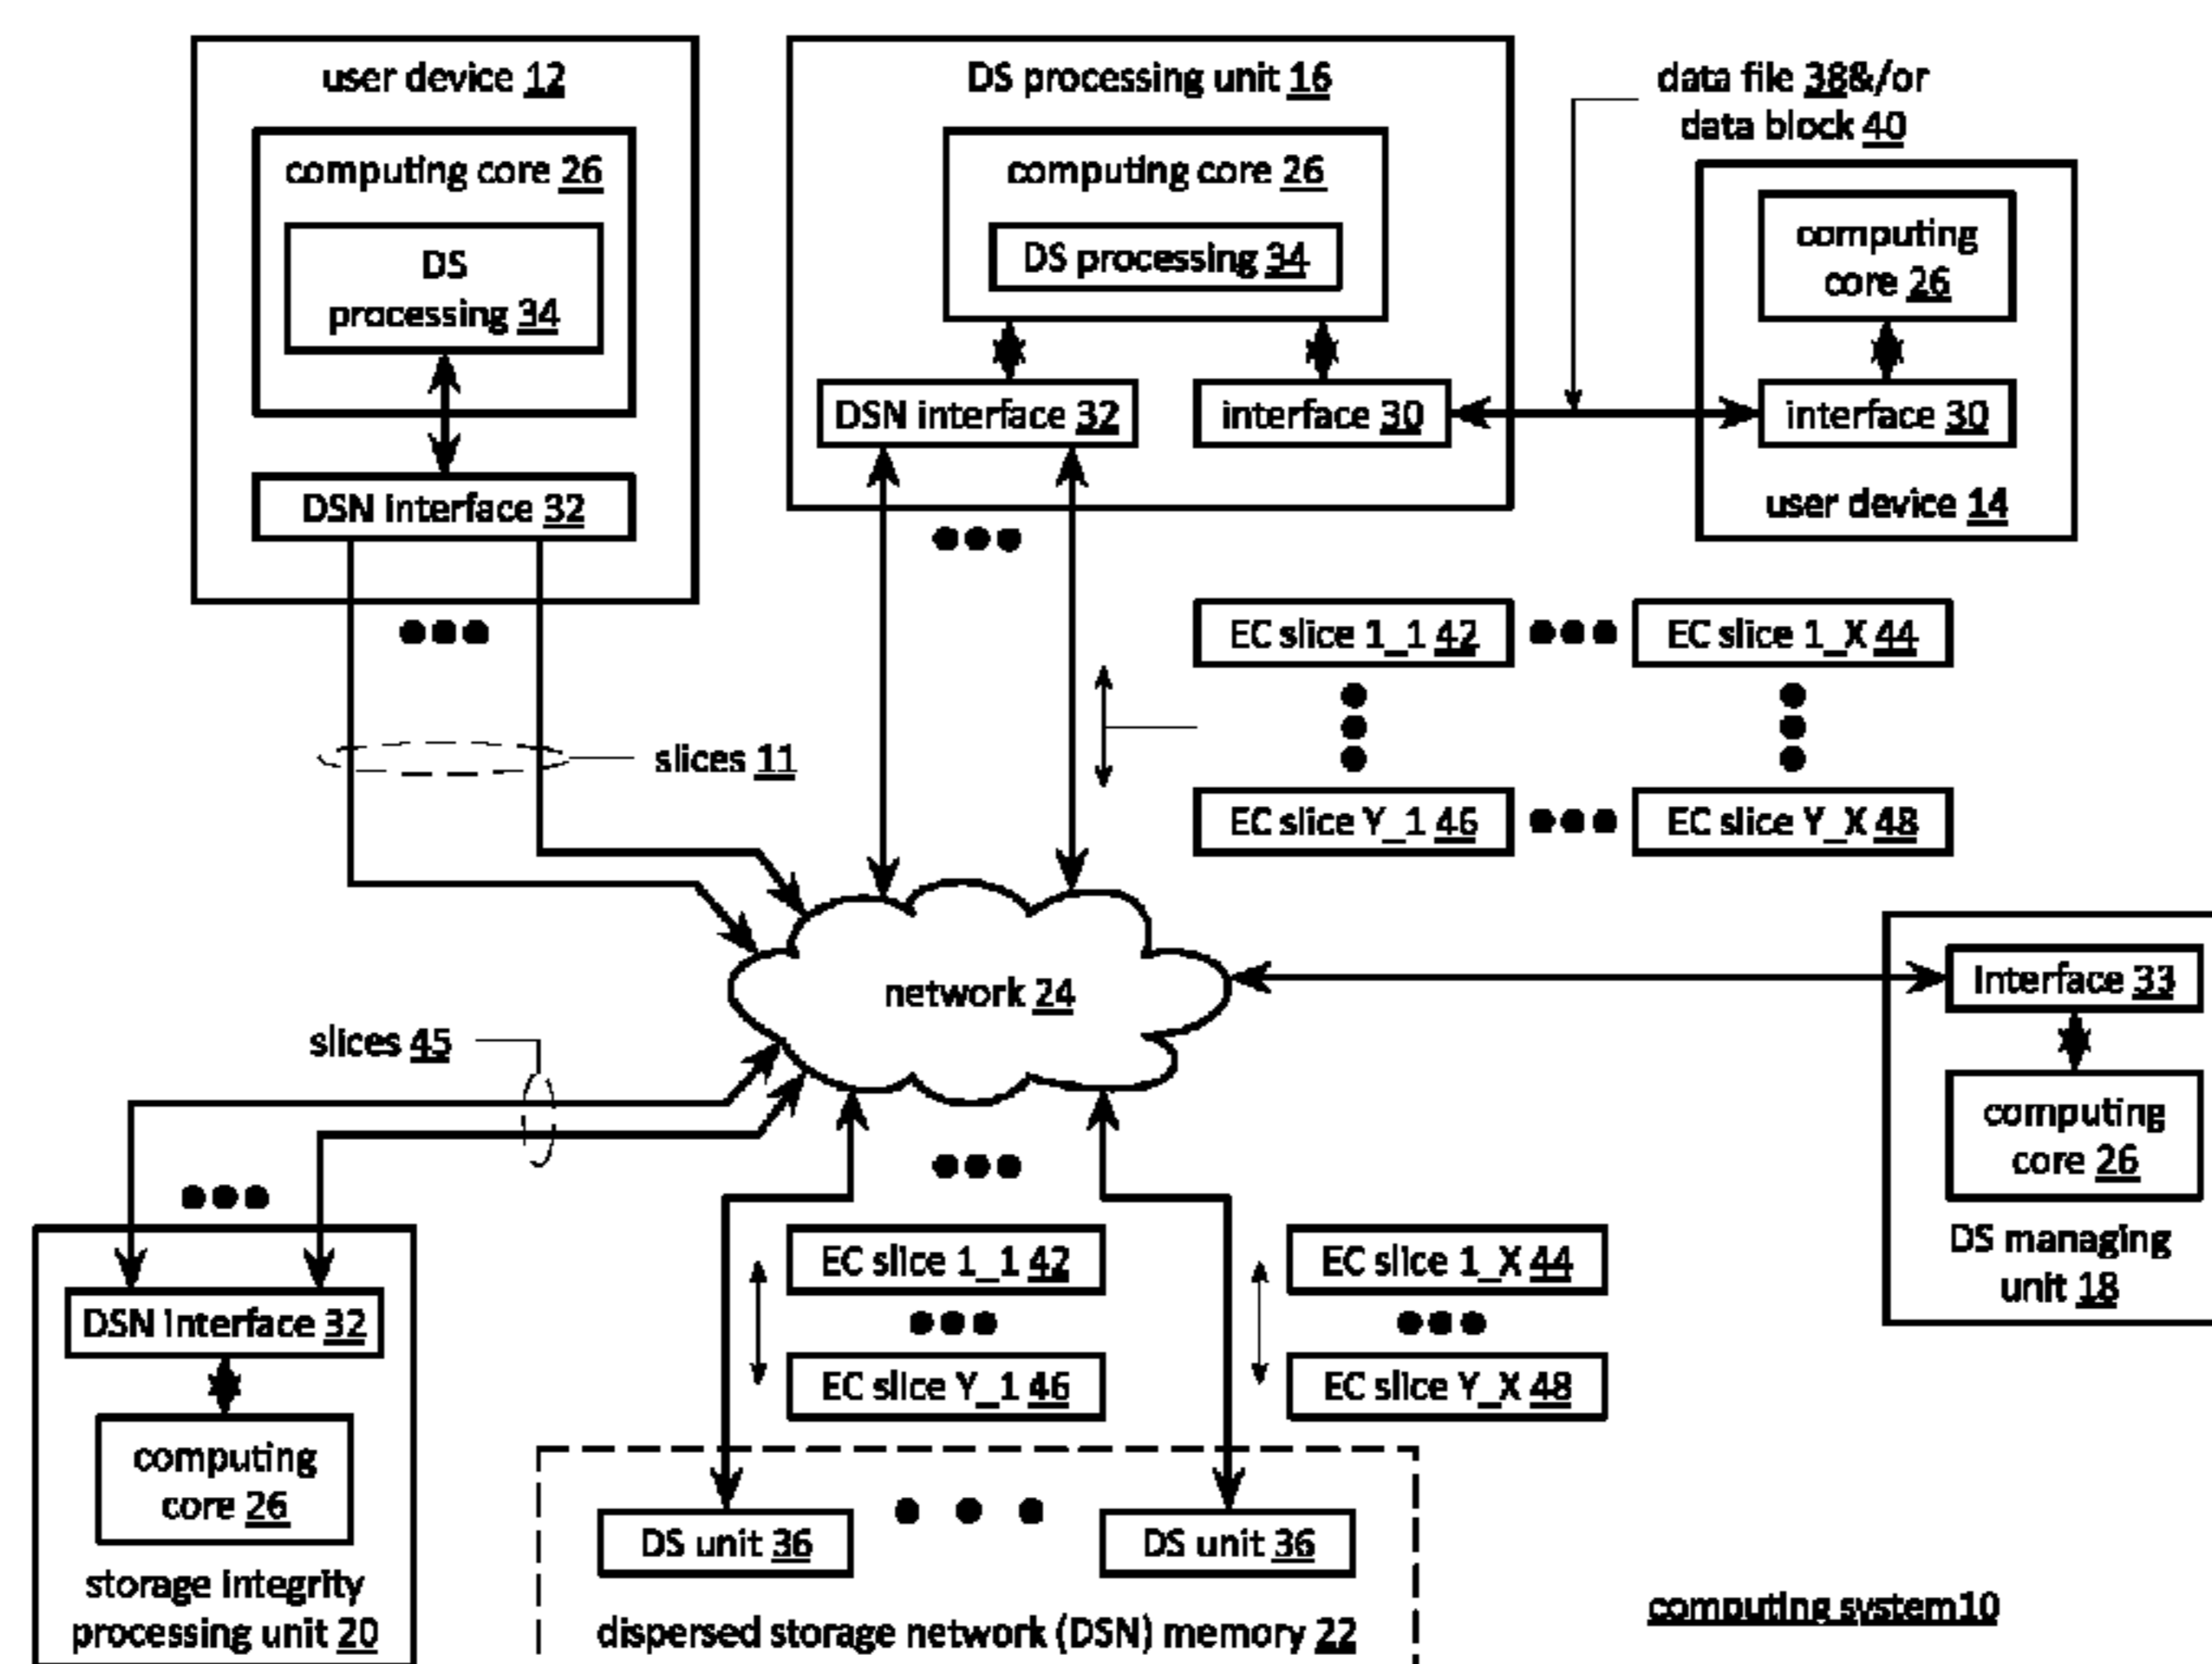 user device 12
computing core 26
DS
processing 34
DSN interface 32
DS processing unit 16
computing core 26
DS processing 34
DSN interface 32
interface 30
data file 38&/or
data block 40
computing
core 26
interface 30
user device 14
slices 11
EC slice 1_1 42
EC slice 1_X 44
EC slice Y_1 46
EC slice Y_X 48
network 24
interface 33
computing
core 26
DS managing
unit 18
slices 45
DSN interface 32
computing
core 26
storage integrity
processing unit 20
EC slice 1_1 42
EC slice 1_X 44
EC slice Y_1 46
EC slice Y_X 48
DS unit 36
DS unit 36
dispersed storage network (DSN) memory 22
computing system 10